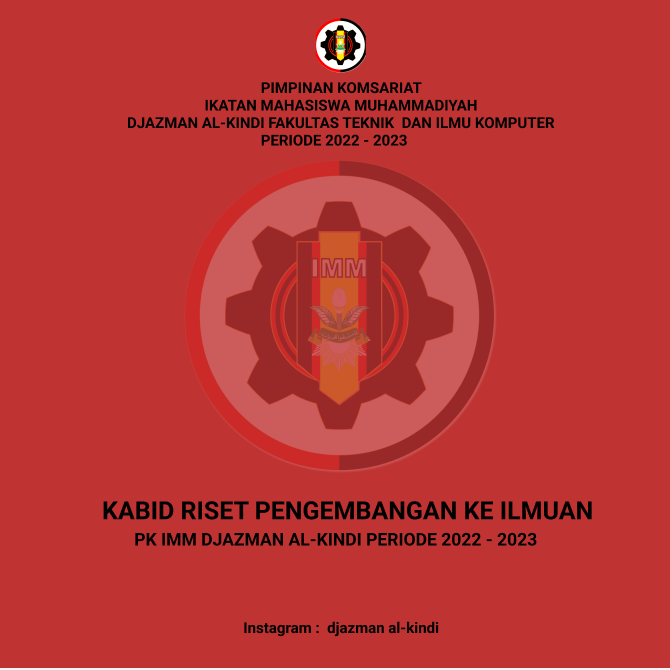 PIMPINAN KOMSARIAT
IKATAN MAHASISWA MUHAMMADIYAH
DJAZMAN AL-KINDI FAKULTAS TEKNIK DAN ILMU KOMPUTER
PERIODE 2022 - 2023
IMM
KABID RISET PENGEMBANGAN KE ILMUAN
PK IMM DJAZMAN AL-KINDI PERIODE 2022 - 2023
Instagram : djazman al-kindi